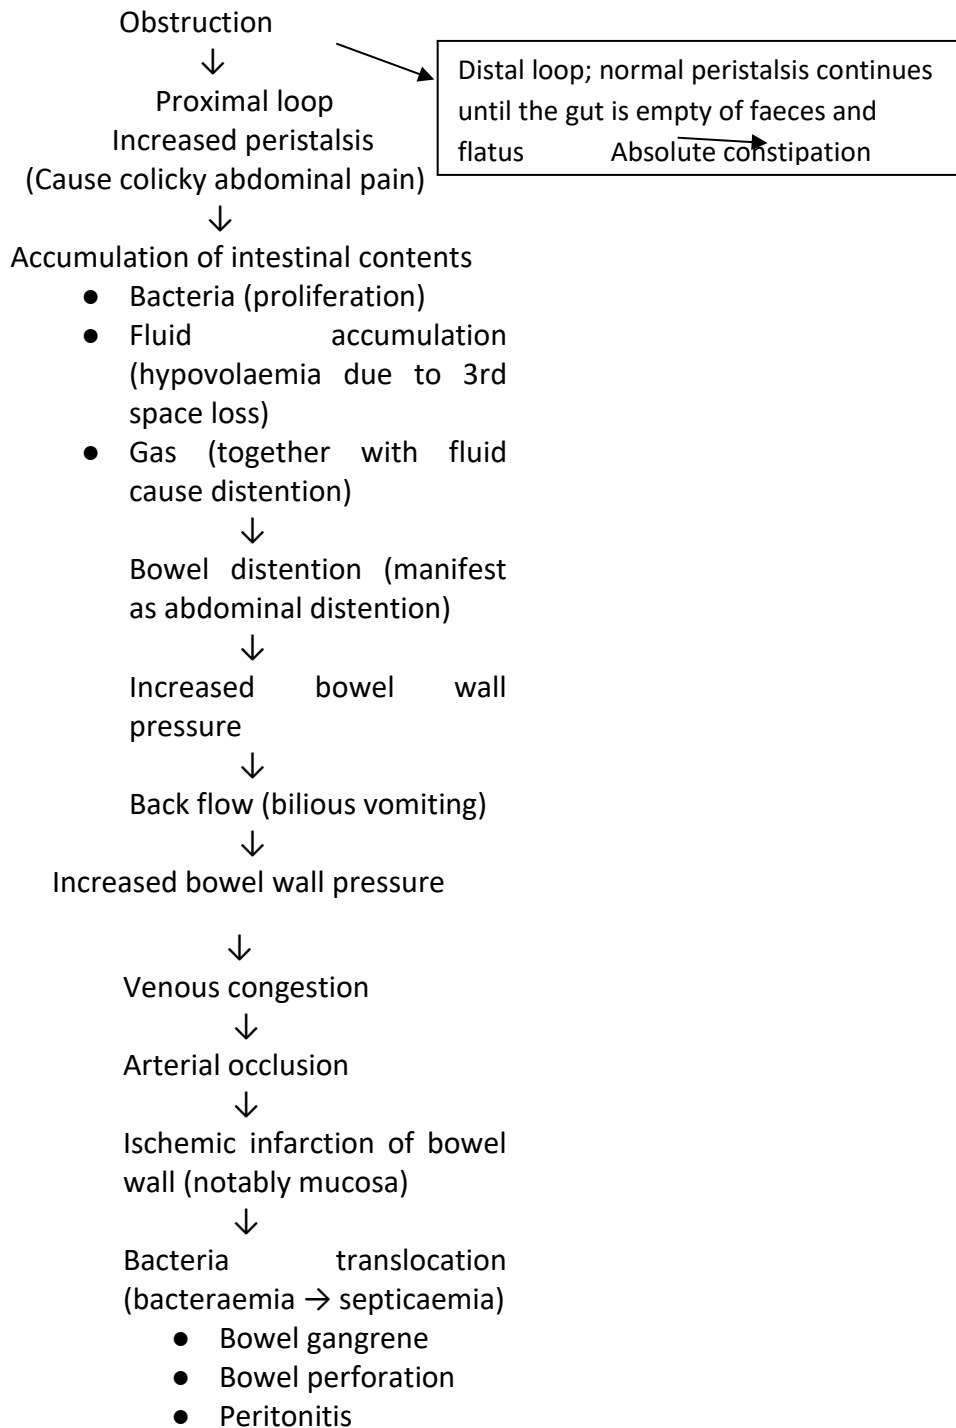 Obstruction
↓
Distal loop; normal peristalsis continues
until the gut is empty of faeces and
flatus Absolute constipation
Proximal loop
Increased peristalsis
(Cause colicky abdominal pain)
↓
Accumulation of intestinal contents
● Bacteria (proliferation)
● Fluid accumulation
(hypovolaemia due to 3rd
space loss)
● Gas (together with fluid
cause distention)
↓
Bowel distention (manifest
as abdominal distention)
↓
Increased bowel wall
pressure
↓
Back flow (bilious vomiting)
↓
Increased bowel wall pressure
↓
Venous congestion
↓
Arterial occlusion
↓
Ischemic infarction of bowel
wall (notably mucosa)
↓
Bacteria translocation
(bacteraemia → septicaemia)
● Bowel gangrene
● Bowel perforation
● Peritonitis